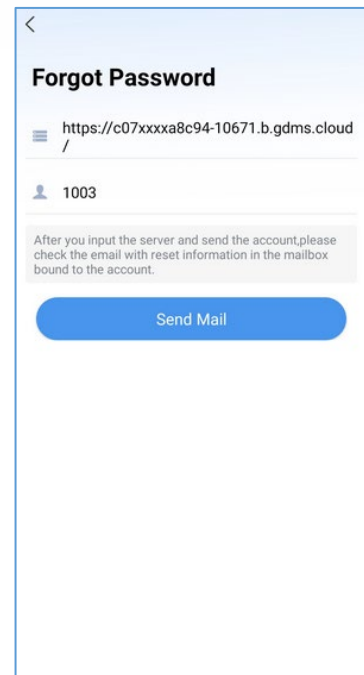 Forgot Password
https://c07xxxxa8c94-10671.b.gdms.cloud
/
1003
After you input the server and send the account,please
check the email with reset information in the mailbox
bound to the account.
Send Mail